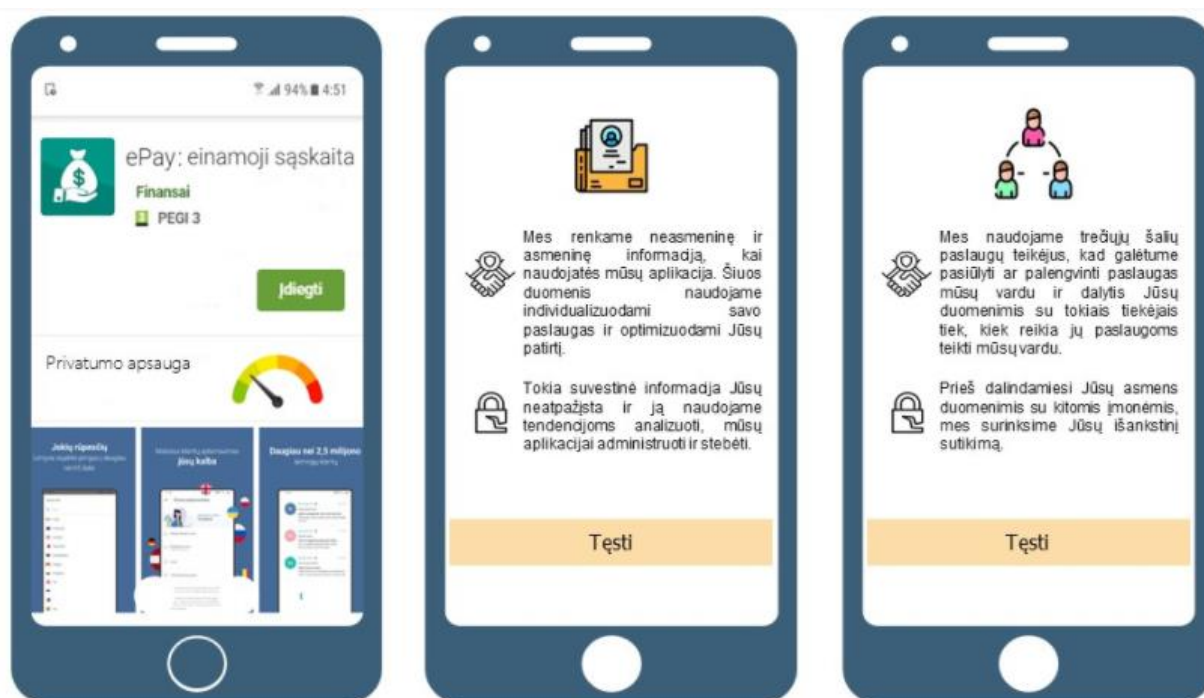 94% 4:51
ePay: einamoji sąskaita
Finansai
3 PEGI 3
Įdiegti
Privatumo apsauga
Jokių rūpesčių
jūsų kalba
Daugiau nei 2,5 milijono
Mes renkame neasmeninę ir
asmeninę informaciją, kai
naudojatės mūsų aplikacija. Šiuos
duomenis naudojame
individualizuodami savo
paslaugas ir optimizuodami Jūsų
patirtį.
Tokia suvestinė informacija Jūsų
neatpažįsta ir ją naudojame
tendencijoms analizuoti, mūsų
aplikacijai administruoti ir stebėti.
Tęsti
Mes naudojame trečiųjų šalių
paslaugų teikėjus, kad galėtume
pasiūlyti ar palengvinti paslaugas
mūsų vardu ir dalytis Jūsų
duomenimis su tokiais tiekėjais
tiek, kiek reikia jų paslaugoms
teikti mūsų vardu.
Prieš dalindamiesi Jūsų asmens
duomenimis su kitomis įmonėmis,
mes surinksime Jūsų išankstinį
sutikimą.
Tęsti